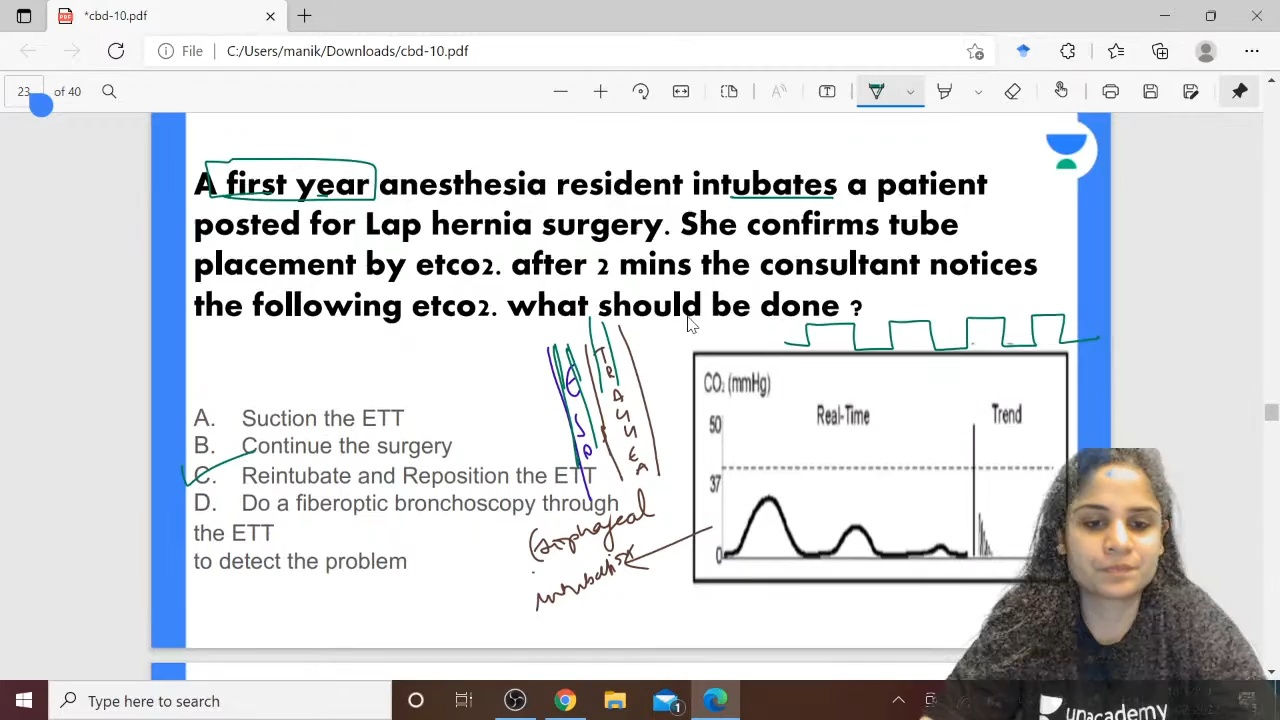 *cbd-10.pdf
File
C:/Users/manik/Downloads/cbd-10.pdf
23
of 40
A first year anesthesia resident intubates a patient
posted for Lap hernia surgery. She confirms tube
placement by etco2. after 2 mins the consultant notices
the following etco2. what should be done ?
A. Suction the ETT
B. Continue the surgery
C. Reintubate and Reposition the ETT
D. Do a fiberoptic bronchoscopy through
the ETT
to detect the problem
TRACHEA
Esophageal
intubation
CO₂ (mmHg)
Real-Time
Trend
50
37
0
unacademy
Type here to search
1